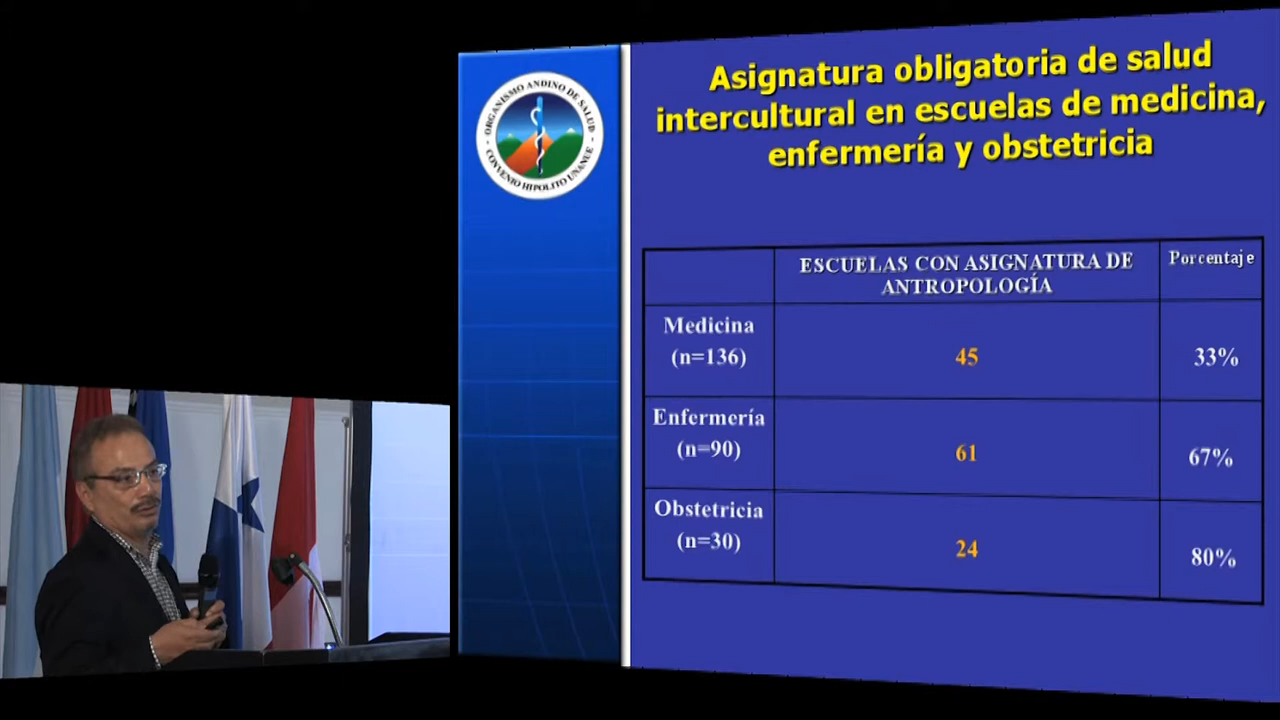 ORGANISMO ANDINO DE SALUD
CONVENIO HIPOLITO UNANUE
Asignatura obligatoria de salud
intercultural en escuelas de medicina,
enfermería y obstetricia
ESCUELAS CON ASIGNATURA DE
ANTROPOLOGÍA
Porcentaje
Medicina
(n=136)
45
33%
Enfermería
(n=90)
61
67%
Obstetricia
(n=30)
24
80%